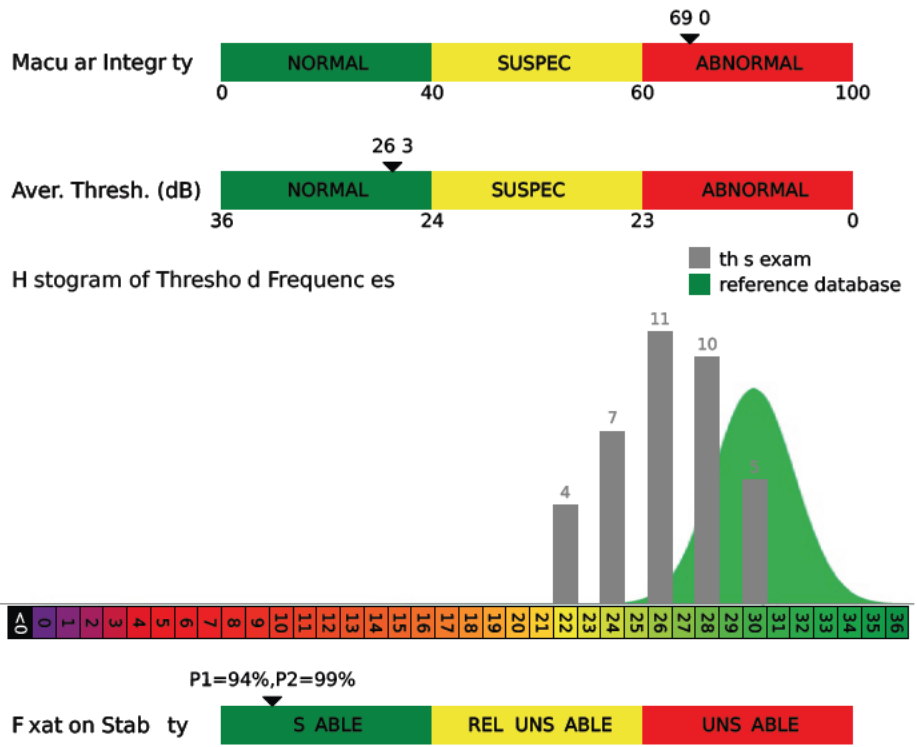 69 0
Macu ar Integr ty NORMAL SUSPEC ABNORMAL
0 40 60 100
26 3
Aver. Thresh. (dB) NORMAL SUSPEC ABNORMAL
36 24 23 0
th s exam
H stogram of Thresho d Frequenc es
reference database
11
10
7
5
4
<0 0 1 2 3 4 5 6 7 8 9 10 11 12 13 14 15 16 17 18 19 20 21 22 23 24 25 26 27 28 29 30 31 32 33 34 35 36
P1=94%,P2=99%
F xat on Stab ty S ABLE REL UNS ABLE UNS ABLE